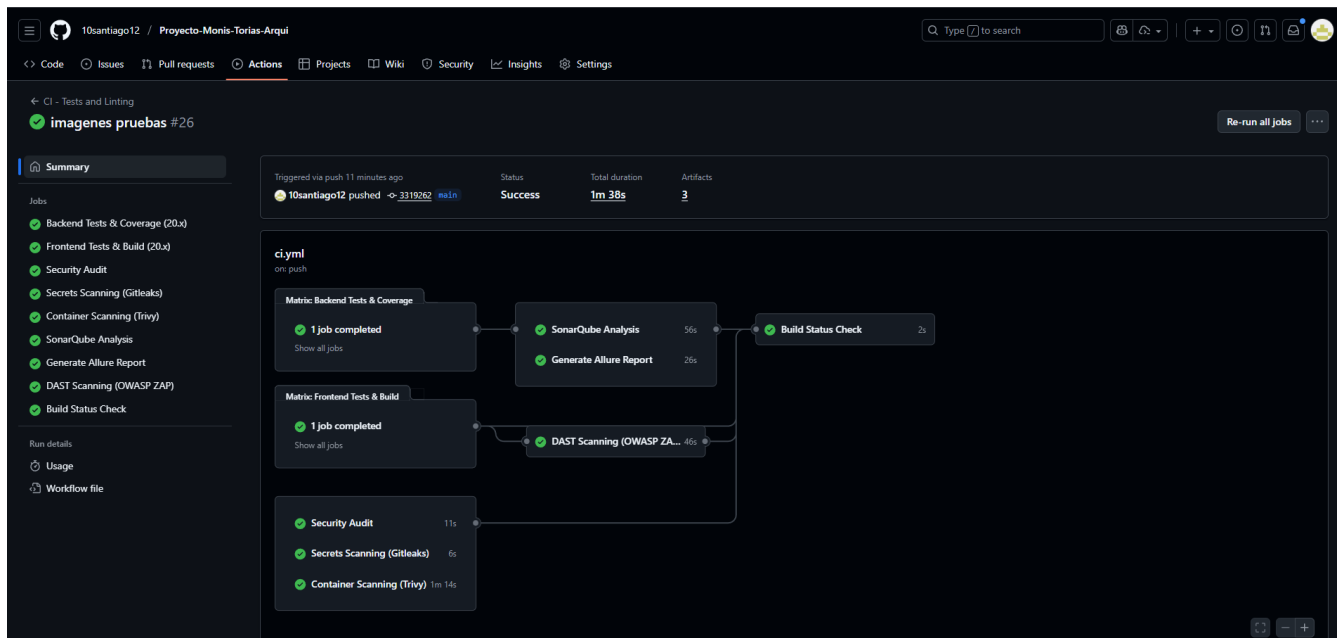 10santiago12 / Proyecto-Monis-Torias-Arqui
Type / to search
Code Issues Pull requests Actions Projects Wiki Security Insights Settings
← CI - Tests and Linting
imagenes pruebas #26
Re-run all jobs
Summary
Jobs
Backend Tests & Coverage (20.x)
Frontend Tests & Build (20.x)
Security Audit
Secrets Scanning (Gitleaks)
Container Scanning (Trivy)
SonarQube Analysis
Generate Allure Report
DAST Scanning (OWASP ZAP)
Build Status Check
Run details
Usage
Workflow file
Triggered via push 11 minutes ago
10santiago12 pushed 3319262 main
Status
Success
Total duration
1m 38s
Artifacts
3
ci.yml
on: push
Matrix: Backend Tests & Coverage
1 job completed
Show all jobs
SonarQube Analysis 56s
Generate Allure Report 26s
Build Status Check 2s
Matrix: Frontend Tests & Build
1 job completed
Show all jobs
DAST Scanning (OWASP ZA... 46s
Security Audit 11s
Secrets Scanning (Gitleaks) 6s
Container Scanning (Trivy) 1m 14s